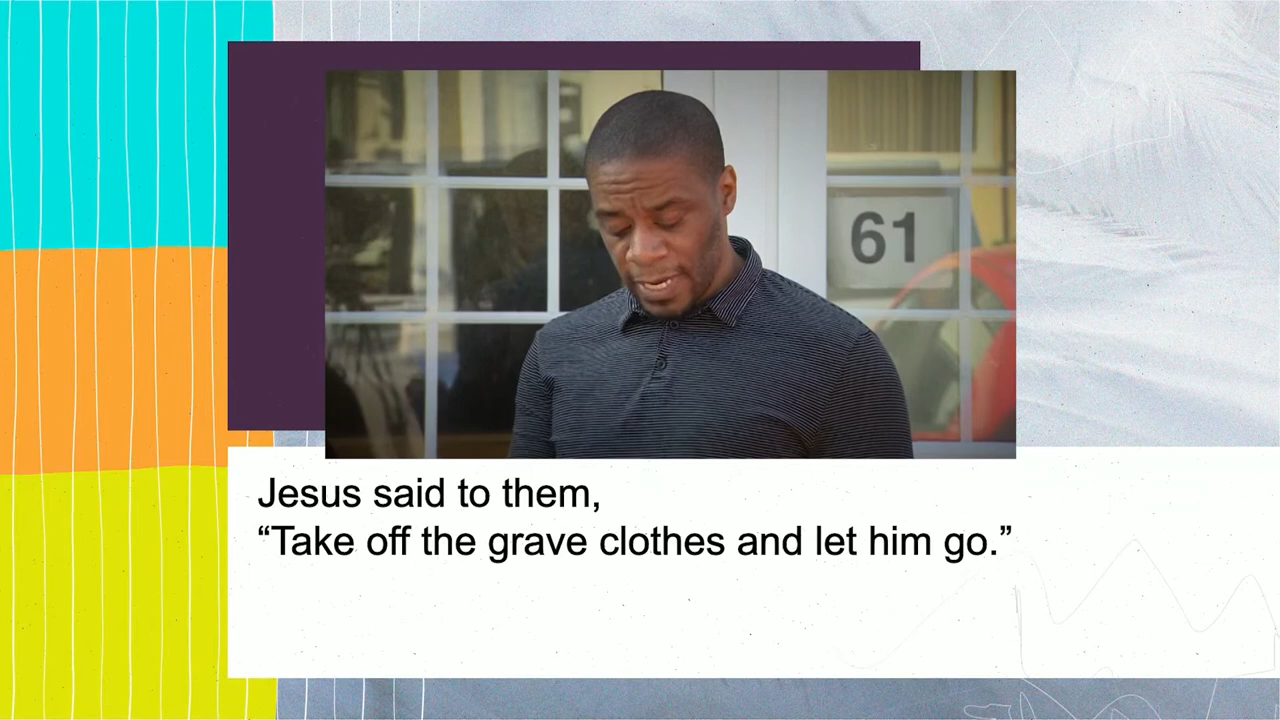 61
Jesus said to them,
“Take off the grave clothes and let him go.”